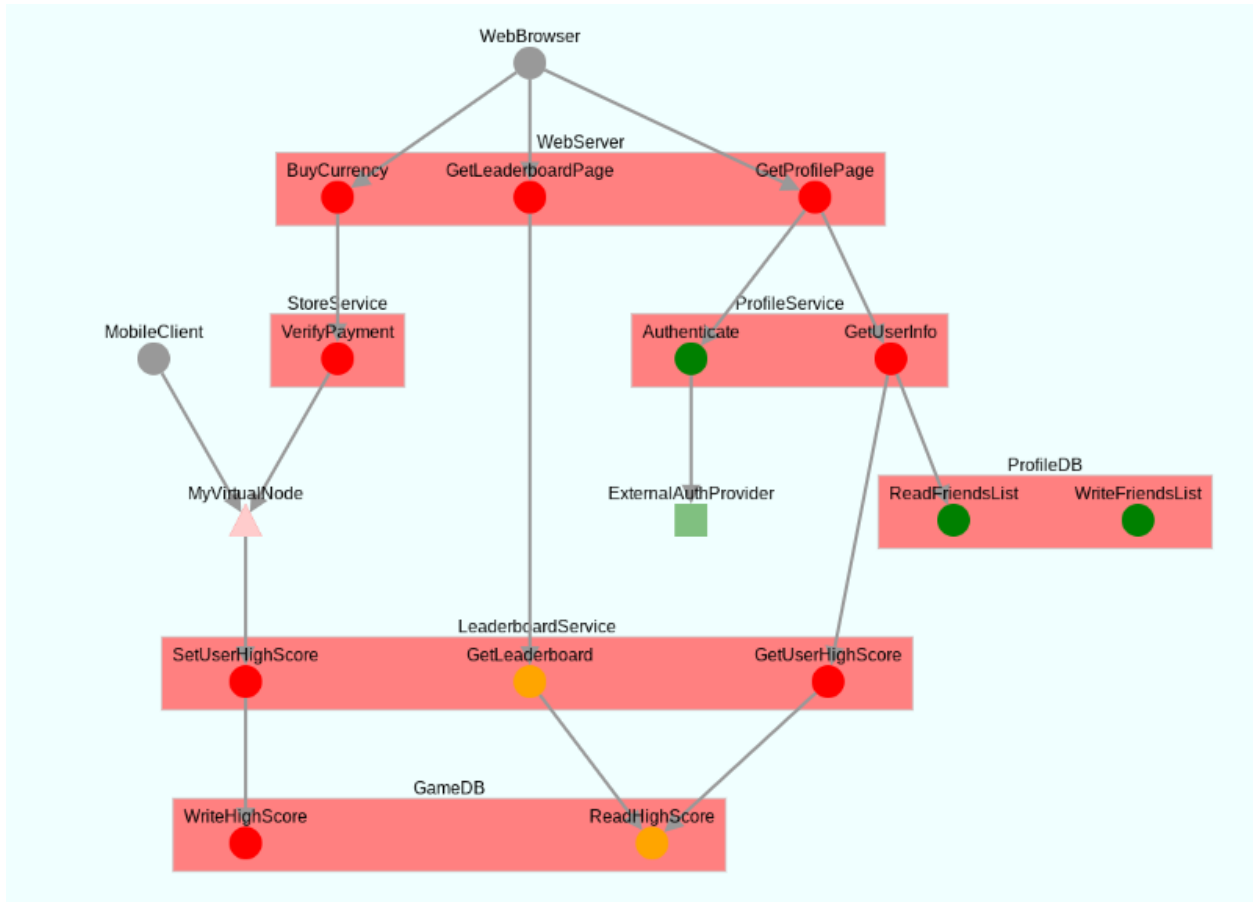 WebBrowser
WebServer
BuyCurrency
GetLeaderboardPage
GetProfilePage
StoreService
ProfileService
MobileClient
VerifyPayment
Authenticate
GetUserInfo
ProfileDB
MyVirtualNode
ExternalAuthProvider
ReadFriendsList
WriteFriendsList
LeaderboardService
SetUserHighScore
GetLeaderboard
GetUserHighScore
GameDB
WriteHighScore
ReadHighScore